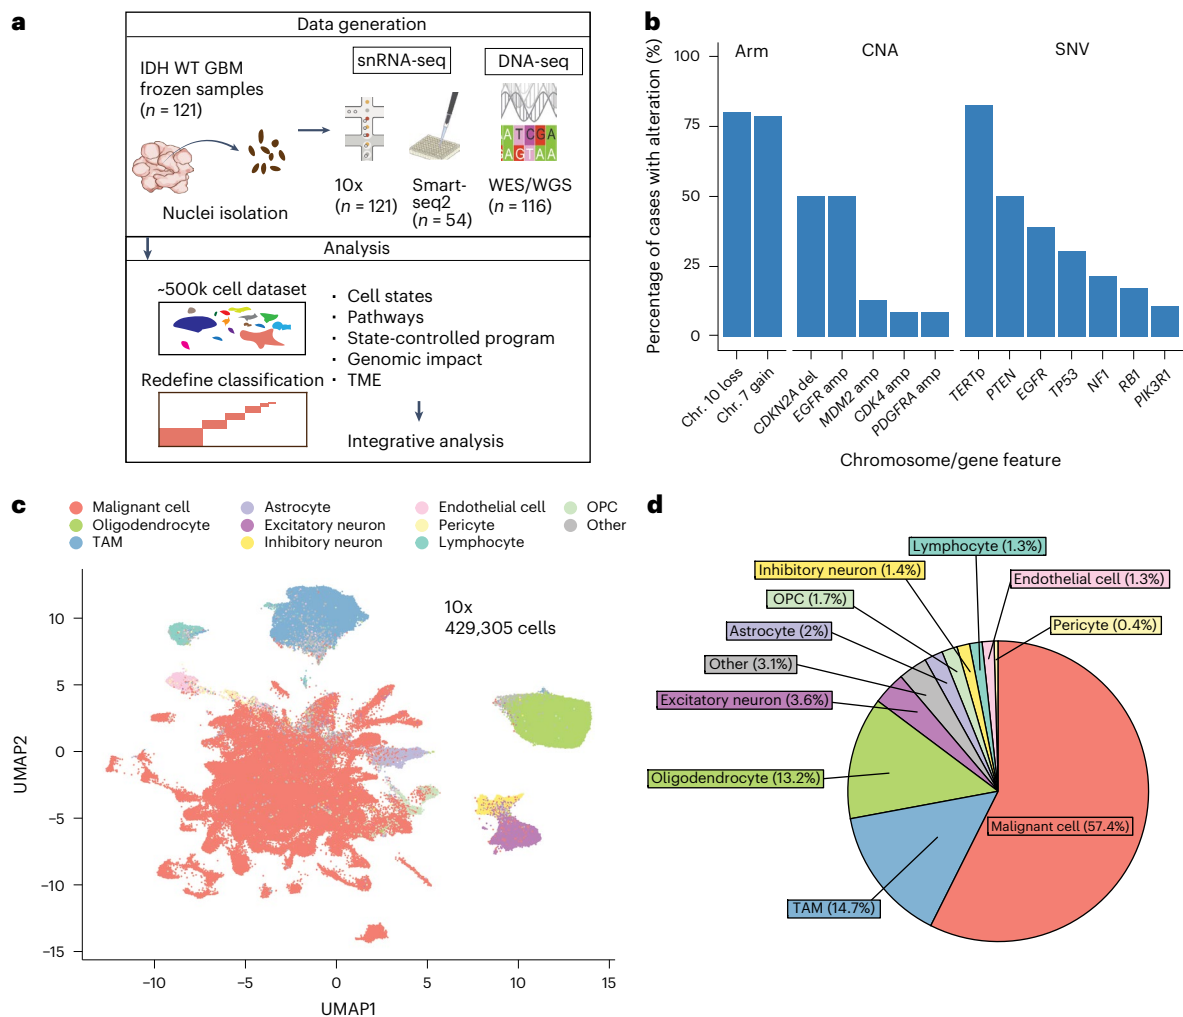 a
Data generation
IDH WT GBM
frozen samples
(n = 121)
snRNA-seq
DNA-seq
A T C G A
A G T A A
Nuclei isolation
10x
(n = 121)
Smart-
seq2
(n = 54)
WES/WGS
(n = 116)
Analysis
~500k cell dataset
· Cell states
· Pathways
· State-controlled program
· Genomic impact
· TME
Redefine classification
Integrative analysis
b
Percentage of cases with alteration (%)
100
75
50
25
0
Arm
CNA
SNV
Chr. 10 loss
Chr. 7 gain
CDKN2A del
EGFR amp
MDM2 amp
CDK4 amp
PDGFRA amp
TERTp
PTEN
EGFR
TP53
NF1
RB1
PIK3R1
Chromosome/gene feature
c
Malignant cell
Oligodendrocyte
TAM
Astrocyte
Excitatory neuron
Inhibitory neuron
Endothelial cell
Pericyte
Lymphocyte
OPC
Other
10x
429,305 cells
UMAP2
10
5
0
−5
−10
−15
−10
−5
0
5
10
15
UMAP1
d
Lymphocyte (1.3%)
Inhibitory neuron (1.4%)
Endothelial cell (1.3%)
OPC (1.7%)
Pericyte (0.4%)
Astrocyte (2%)
Other (3.1%)
Excitatory neuron (3.6%)
Oligodendrocyte (13.2%)
Malignant cell (57.4%)
TAM (14.7%)